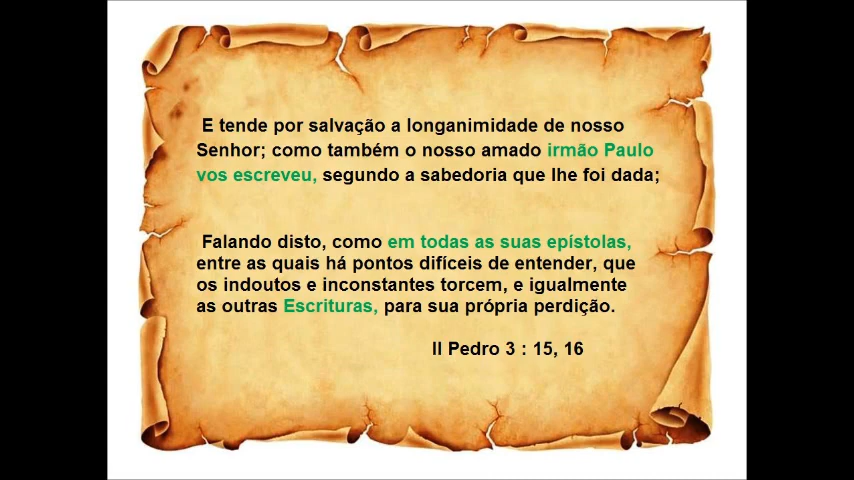 E tende por salvação a longanimidade de nosso
Senhor; como também o nosso amado irmão Paulo
vos escreveu, segundo a sabedoria que lhe foi dada;
Falando disto, como em todas as suas epístolas,
entre as quais há pontos difíceis de entender, que
os indoutos e inconstantes torcem, e igualmente
as outras Escrituras, para sua própria perdição.
II Pedro 3 : 15, 16